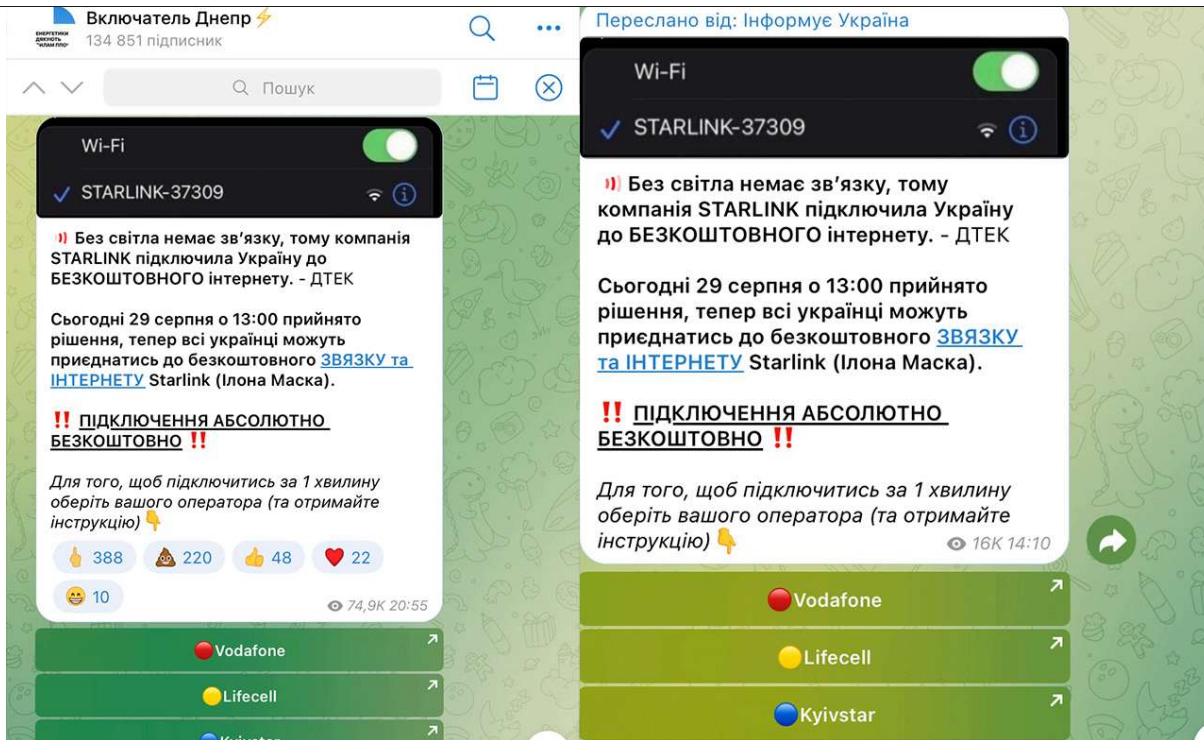 Включатель Днепр⚡
134 851 підписник
ЕНЕРГЕТИКИ
ДЯКУЮТЬ
Пошук
Wi-Fi
STARLINK-37309
Без світла немає зв’язку, тому компанія
STARLINK підключила Україну до
БЕЗКОШТОВНОГО інтернету. - ДТЕК
Сьогодні 29 серпня о 13:00 прийнято
рішення, тепер всі українці можуть
приєднатись до безкоштовного ЗВЯЗКУ та
ІНТЕРНЕТУ Starlink (Ілона Маска).
‼️ ПІДКЛЮЧЕННЯ АБСОЛЮТНО
БЕЗКОШТОВНО ‼️
Для того, щоб підключитись за 1 хвилину
оберіть вашого оператора (та отримайте
інструкцію)👇
🖕 388 💩 220 👍 48 ❤️ 22
😁 10
74,9K 20:55
🔴Vodafone
🟡Lifecell
🔵Kyivstar
Переслано від: Інформує Україна
Wi-Fi
STARLINK-37309
Без світла немає зв’язку, тому
компанія STARLINK підключила Україну
до БЕЗКОШТОВНОГО інтернету. - ДТЕК
Сьогодні 29 серпня о 13:00 прийнято
рішення, тепер всі українці можуть
приєднатись до безкоштовного ЗВЯЗКУ
та ІНТЕРНЕТУ Starlink (Ілона Маска).
‼️ ПІДКЛЮЧЕННЯ АБСОЛЮТНО
БЕЗКОШТОВНО ‼️
Для того, щоб підключитись за 1 хвилину
оберіть вашого оператора (та отримайте
інструкцію)👇
16K 14:10
🔴Vodafone
🟡Lifecell
🔵Kyivstar